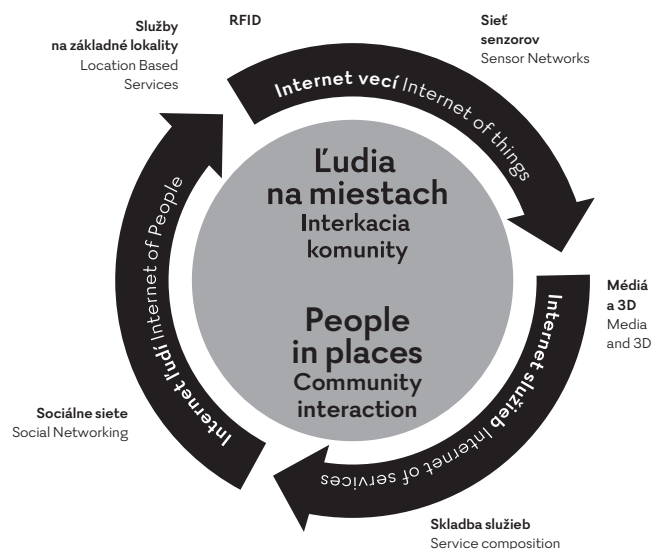 Služby
na základné lokality
Location Based
Services
RFID
Sieť
senzorov
Sensor Networks
Internet vecí Internet of things
Ľudia
na miestach
Interkacia
komunity
People
in places
Community
interaction
Médiá
a 3D
Media
and 3D
Internet služieb Internet of services
Internet ľudí Internet of People
Sociálne siete
Social Networking
Skladba služieb
Service composition